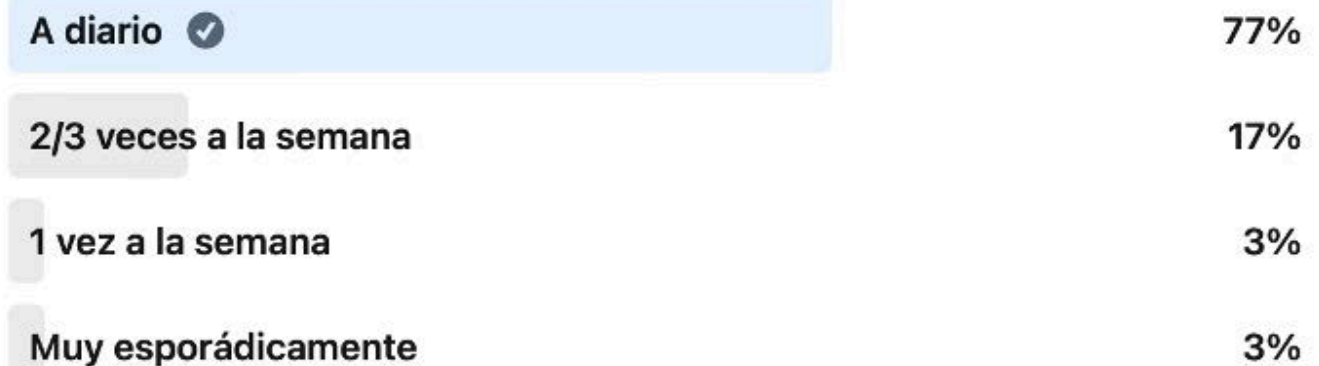 A diario 77%
2/3 veces a la semana 17%
1 vez a la semana 3%
Muy esporádicamente 3%